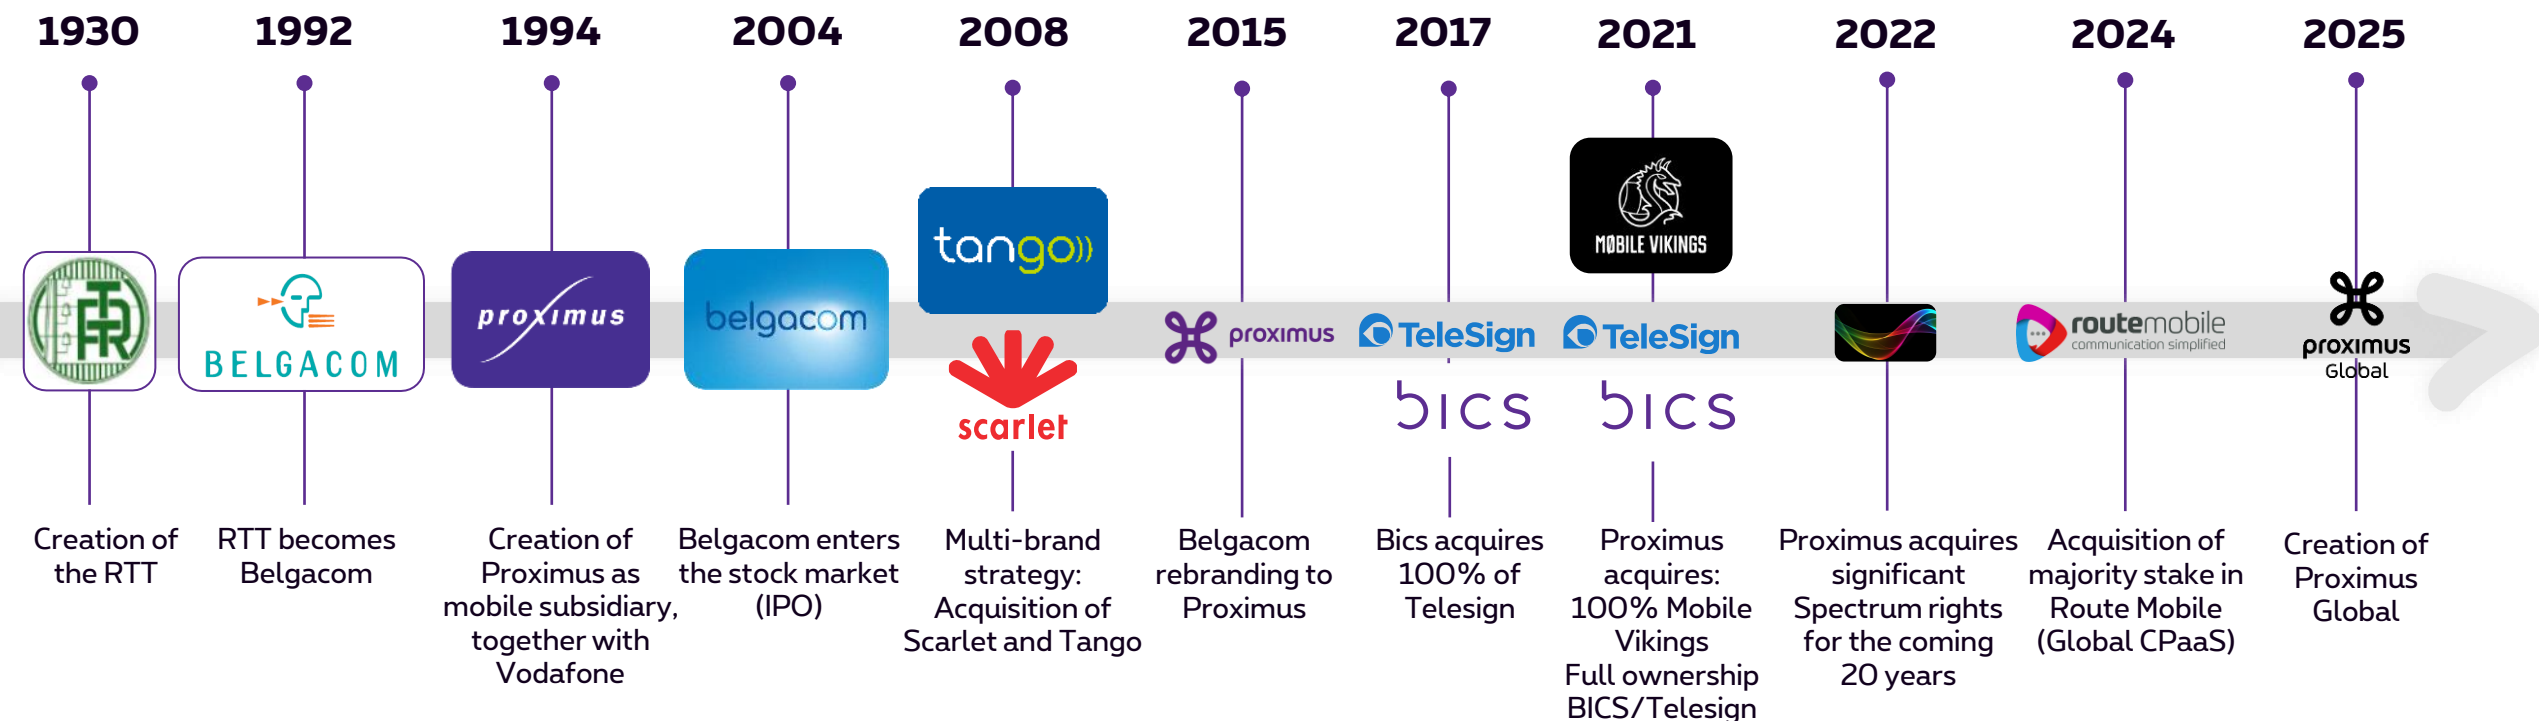 1930
1992
1994
2004
2008
2015
2017
2021
2022
2024
2025
RTT
BELGACOM
proximus
belgacom
tango))
scarlet
proximus
TeleSign
bics
MØBILE VIKINGS
TeleSign
bics
routemobile
communication simplified
proximus
Global
Creation of
the RTT
RTT becomes
Belgacom
Creation of
Proximus as
mobile subsidiary,
together with
Vodafone
Belgacom enters
the stock market
(IPO)
Multi-brand
strategy:
Acquisition of
Scarlet and Tango
Belgacom
rebranding to
Proximus
Bics acquires
100% of
Telesign
Proximus
acquires:
100% Mobile
Vikings
Full ownership
BICS/Telesign
Proximus acquires
significant
Spectrum rights
for the coming
20 years
Acquisition of
majority stake in
Route Mobile
(Global CPaaS)
Creation of
Proximus
Global